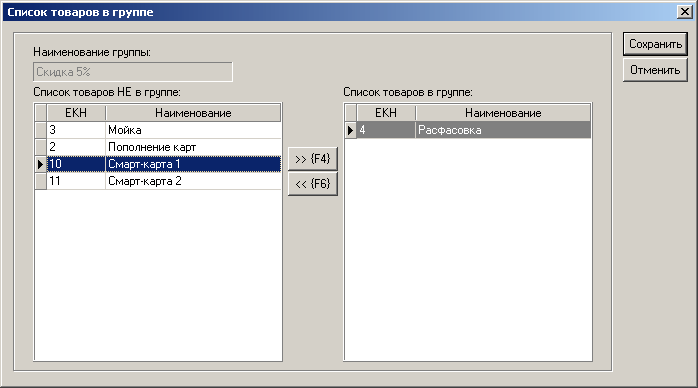 Список товаров в группе
Сохранить
Отменить
Наименование группы:
Скидка 5%
Список товаров НЕ в группе:
ЕКН Наименование
3 Мойка
2 Пополнение карт
10 Смарт-карта 1
11 Смарт-карта 2
>> {F4}
<< {F6}
Список товаров в группе:
ЕКН Наименование
4 Расфасовка